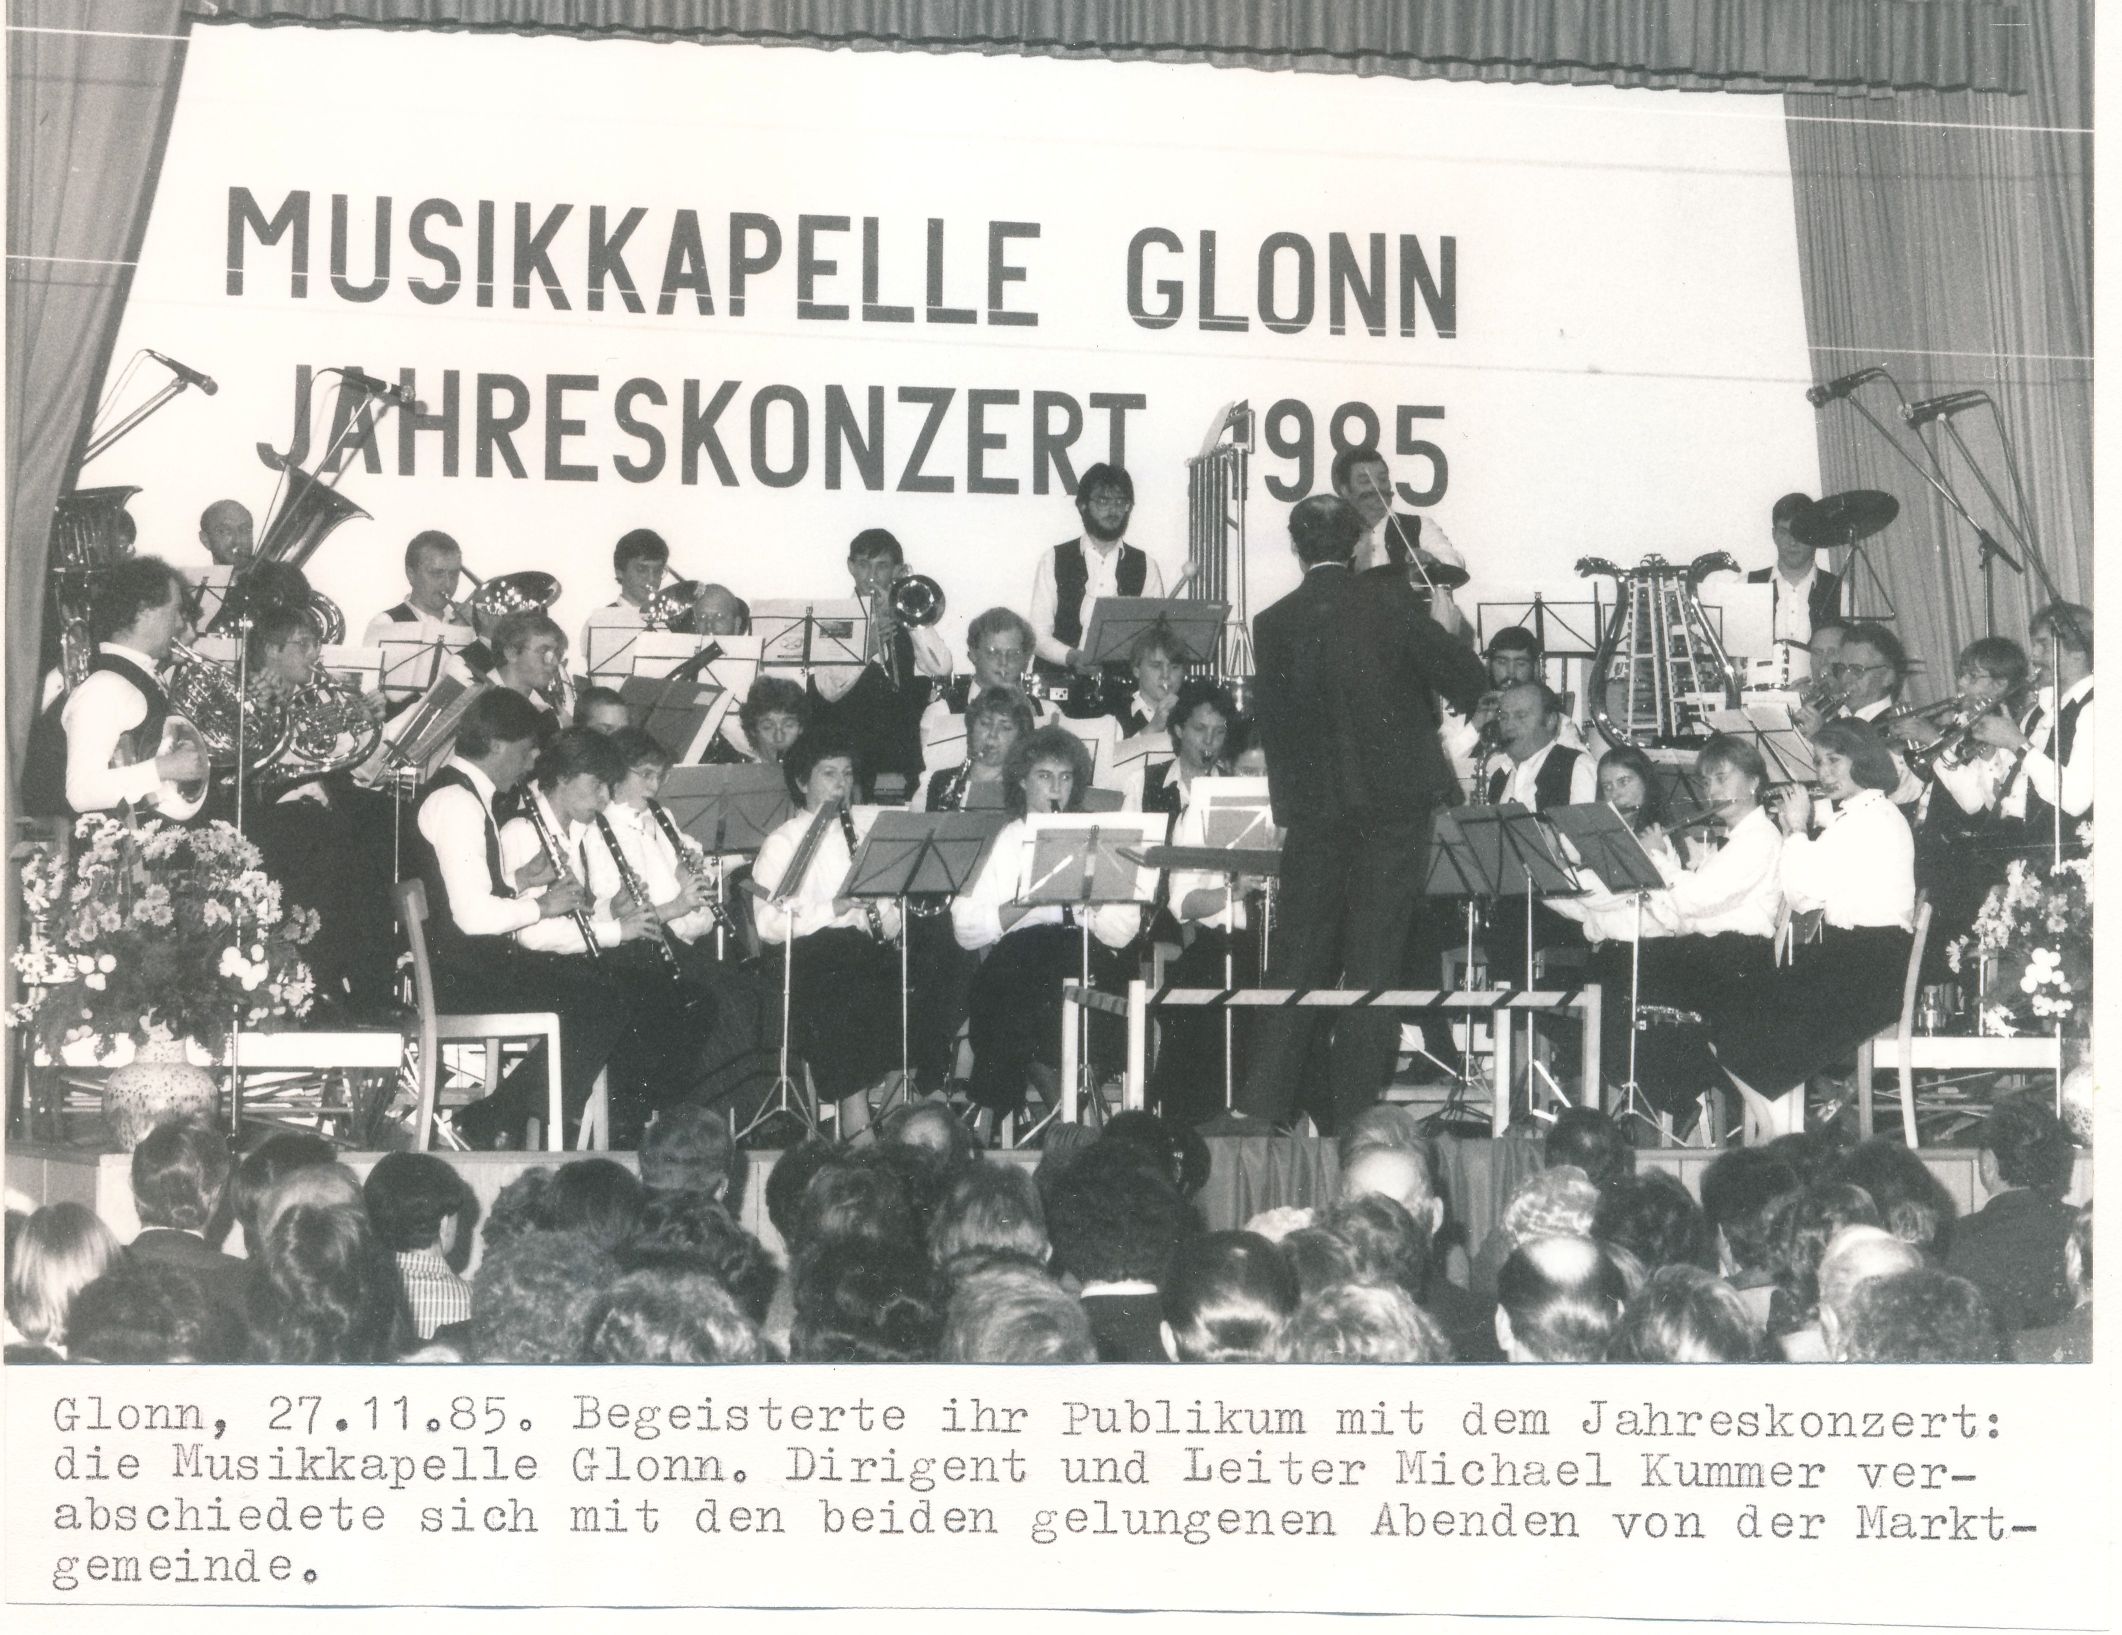 MUSIKKAPELLE GLONN
JAHRESKONZERT 1985
Glonn, 27.11.85. Begeisterte ihr Publikum mit dem Jahreskonzert:
die Musikkapelle Glonn. Dirigent und Leiter Michael Kummer ver-
abschiedete sich mit den beiden gelungenen Abenden von der Markt-
gemeinde.